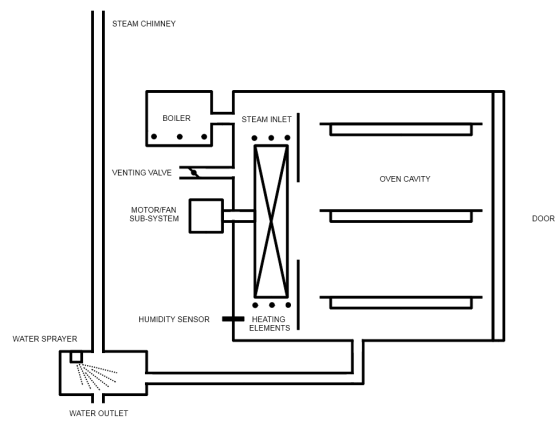 STEAM CHIMNEY
BOILER
STEAM INLET
VENTING VALVE
OVEN CAVITY
MOTOR/FAN
SUB-SYSTEM
DOOR
HUMIDITY SENSOR
HEATING
ELEMENTS
WATER SPRAYER
WATER OUTLET